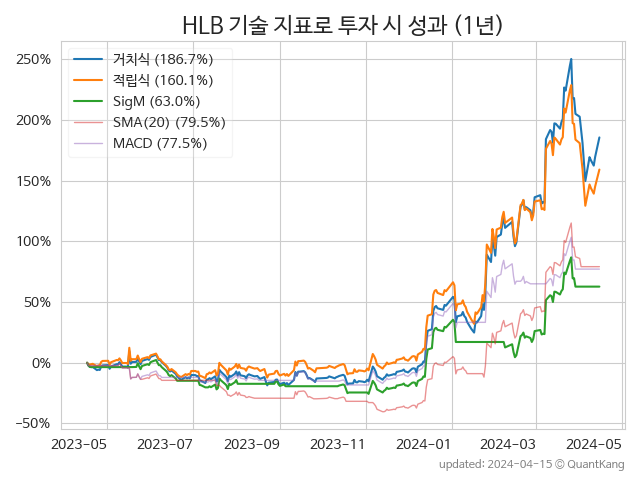 HLB 기술 지표로 투자 시 성과 (1년)
250%
200%
150%
100%
50%
0%
−50%
거치식 (186.7%)
적립식 (160.1%)
SigM (63.0%)
SMA(20) (79.5%)
MACD (77.5%)
2023-05 2023-07 2023-09 2023-11 2024-01 2024-03 2024-05
updated: 2024-04-15 © QuantKang